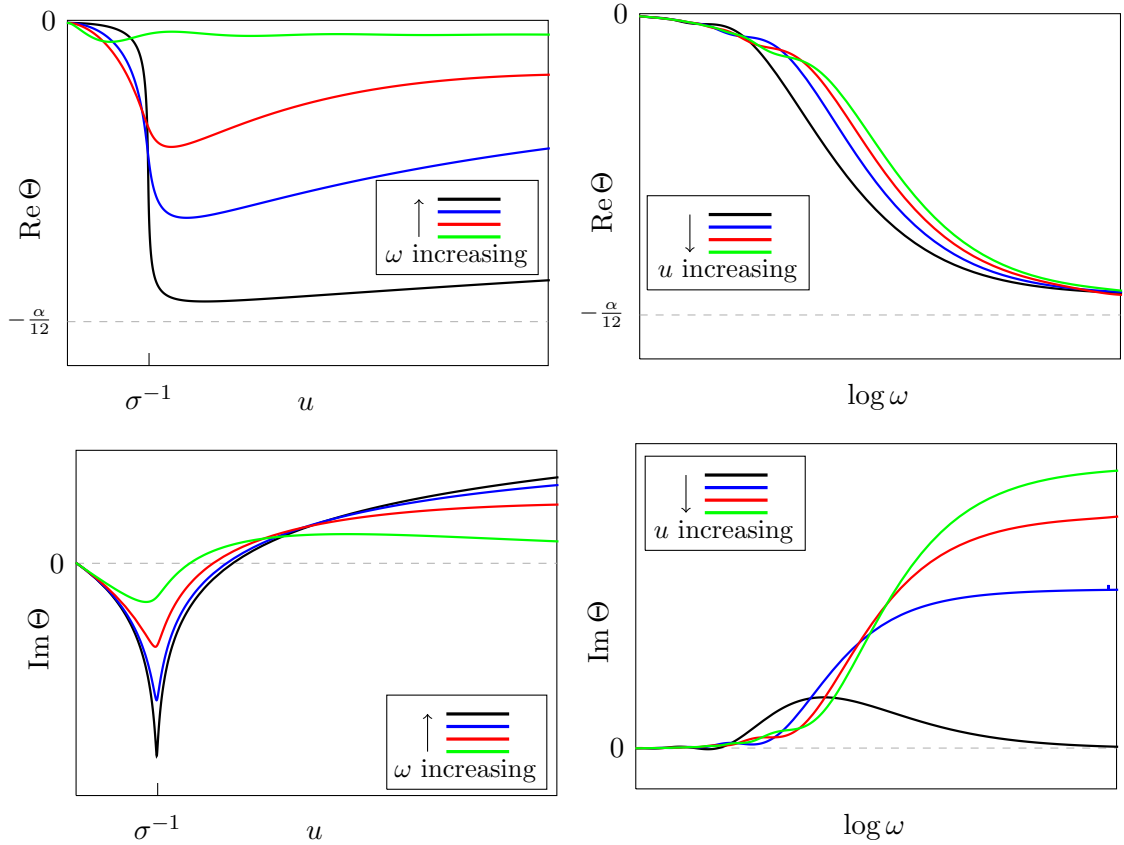 0
Re Θ
ω increasing
−α/12
σ⁻¹
u
0
Re Θ
u increasing
−α/12
log ω
0
Im Θ
ω increasing
σ⁻¹
u
u increasing
Im Θ
0
log ω